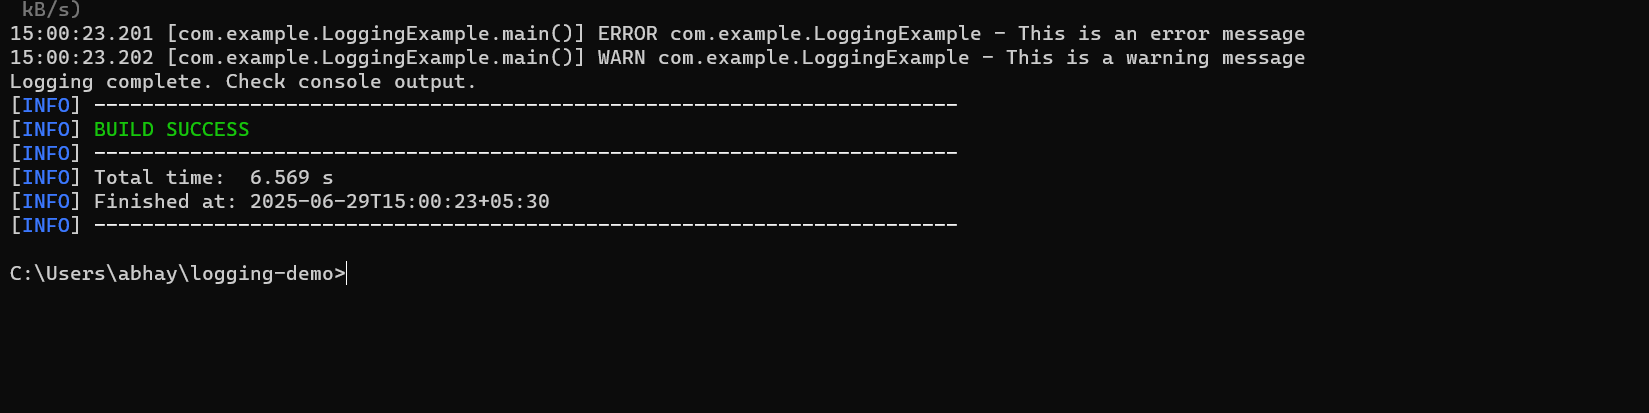 kB/s)
15:00:23.201 [com.example.LoggingExample.main()] ERROR com.example.LoggingExample - This is an error message
15:00:23.202 [com.example.LoggingExample.main()] WARN com.example.LoggingExample - This is a warning message
Logging complete. Check console output.
[INFO] ------------------------------------------------------------------------
[INFO] BUILD SUCCESS
[INFO] ------------------------------------------------------------------------
[INFO] Total time:  6.569 s
[INFO] Finished at: 2025-06-29T15:00:23+05:30
[INFO] ------------------------------------------------------------------------
C:\Users\abhay\logging-demo>